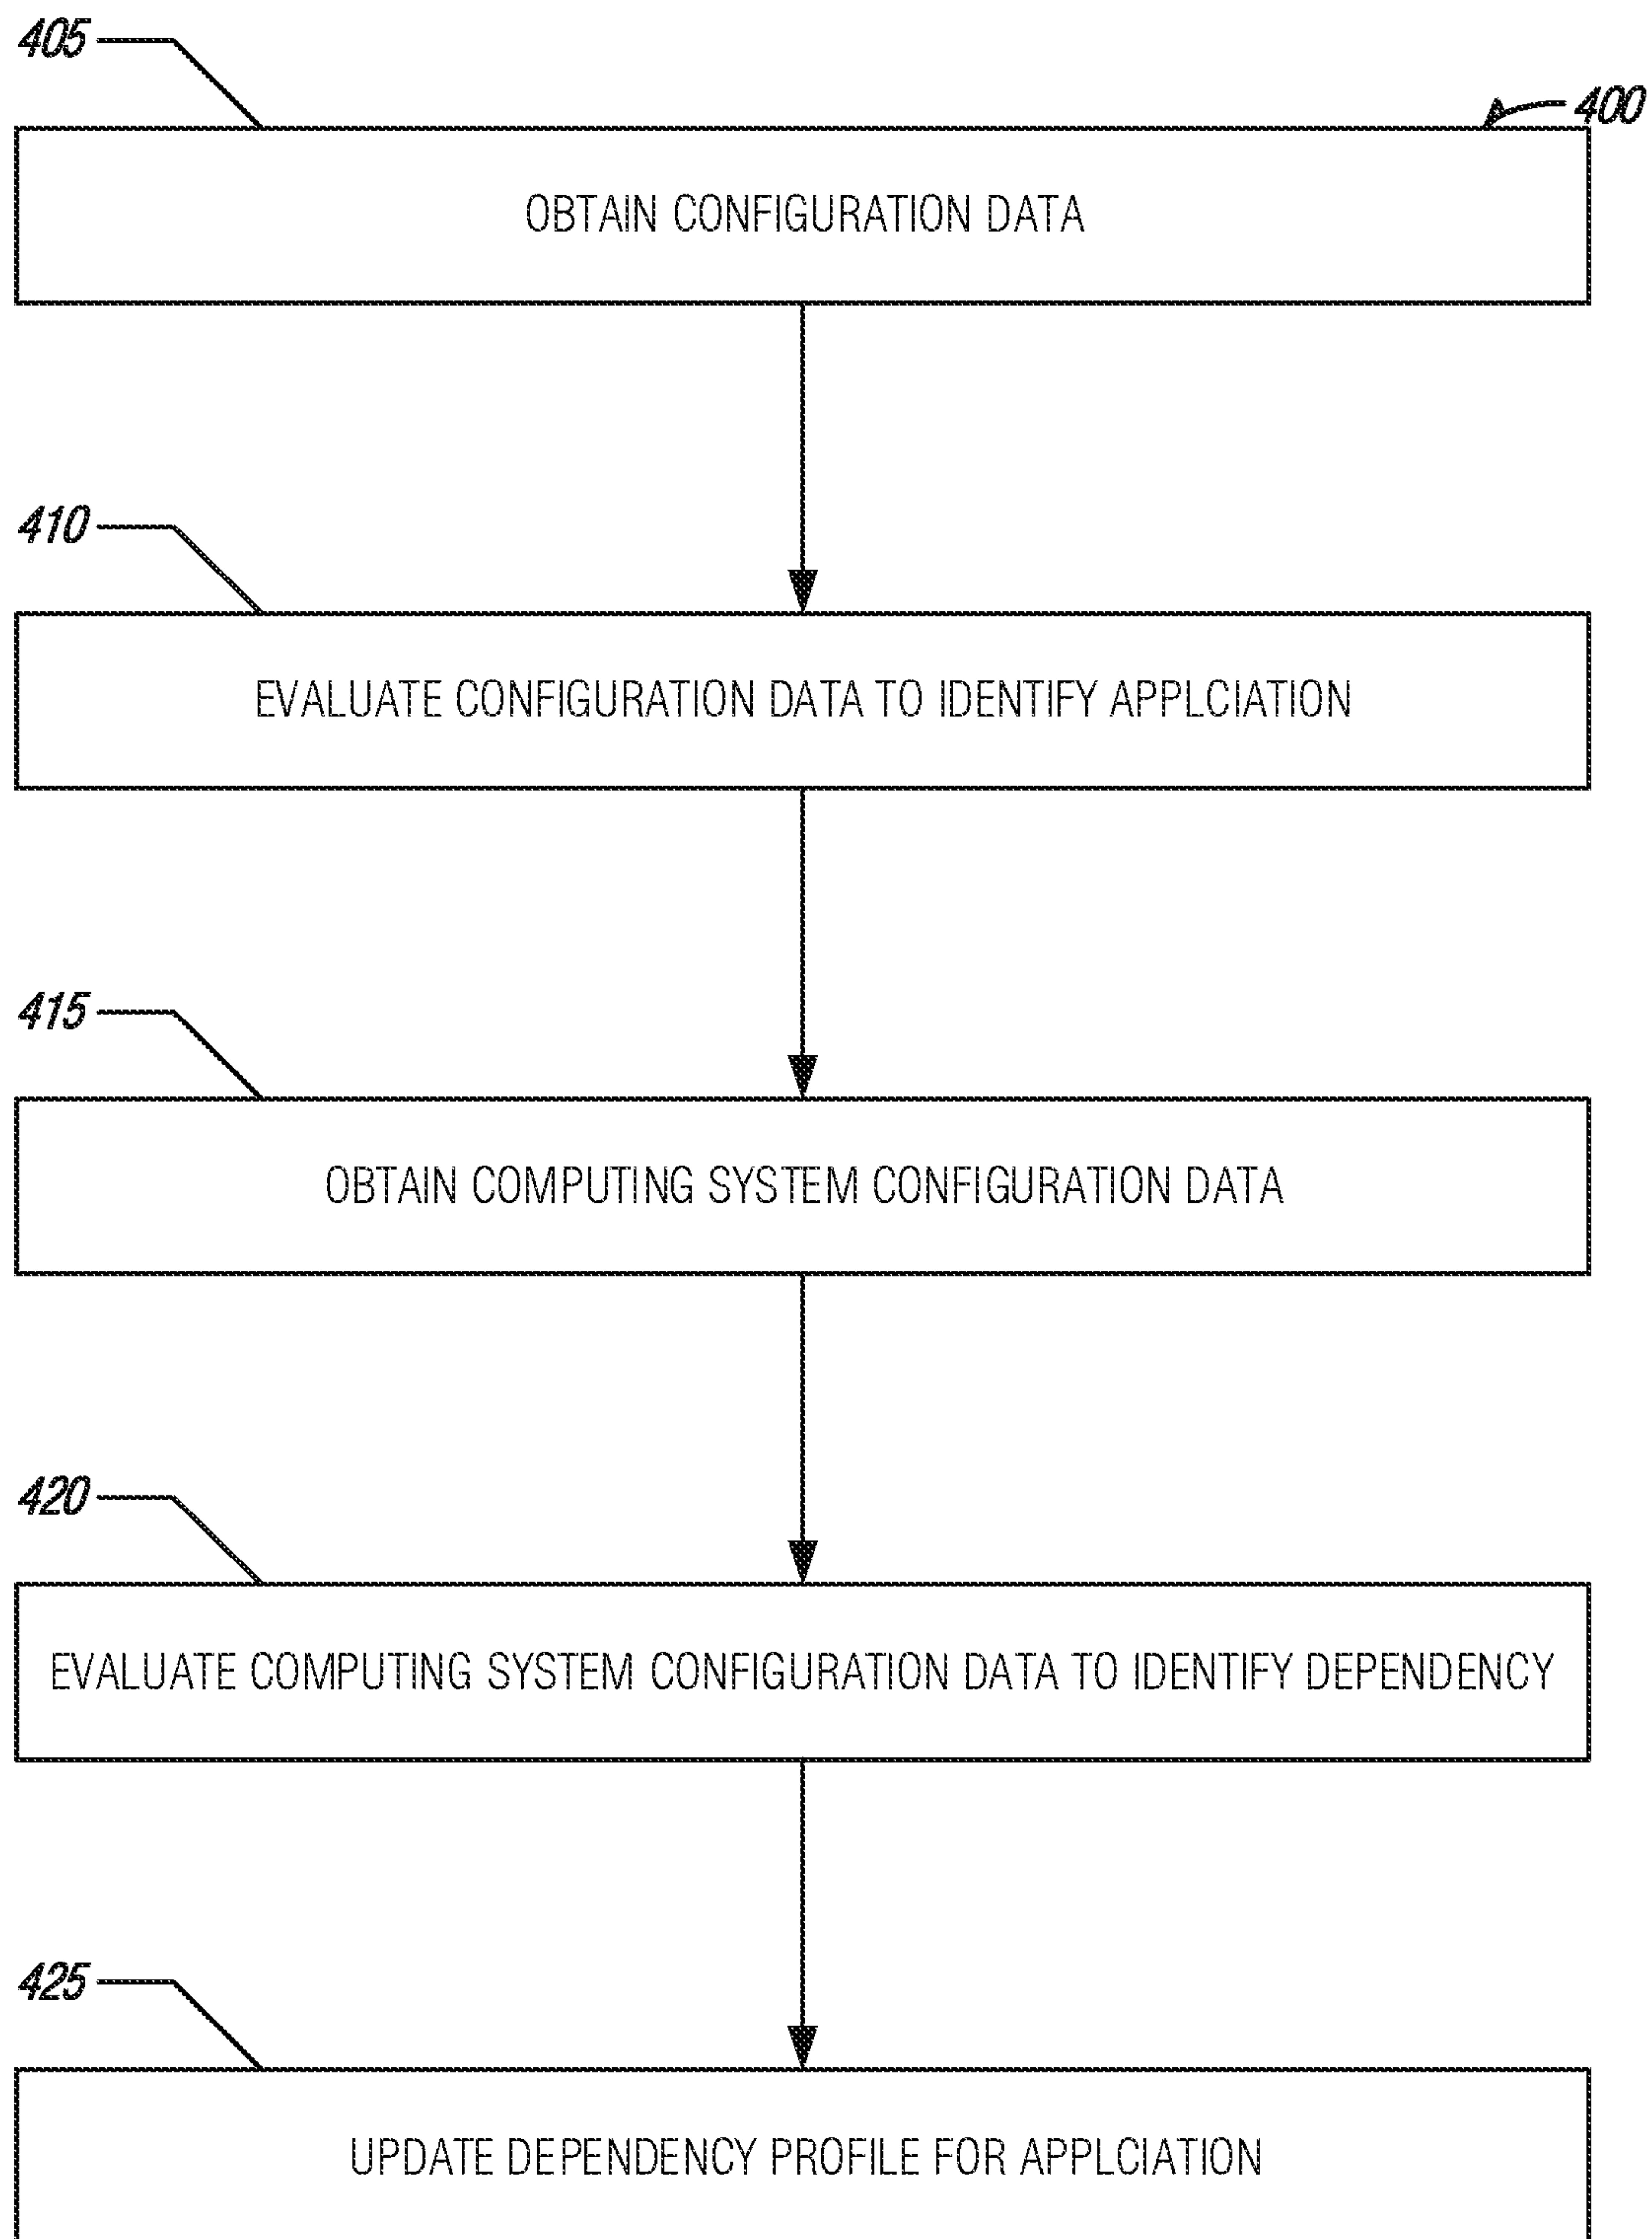 405
400
OBTAIN CONFIGURATION DATA
410
EVALUATE CONFIGURATION DATA TO IDENTIFY APPLCIATION
415
OBTAIN COMPUTING SYSTEM CONFIGURATION DATA
420
EVALUATE COMPUTING SYSTEM CONFIGURATION DATA TO IDENTIFY DEPENDENCY
425
UPDATE DEPENDENCY PROFILE FOR APPLCIATION